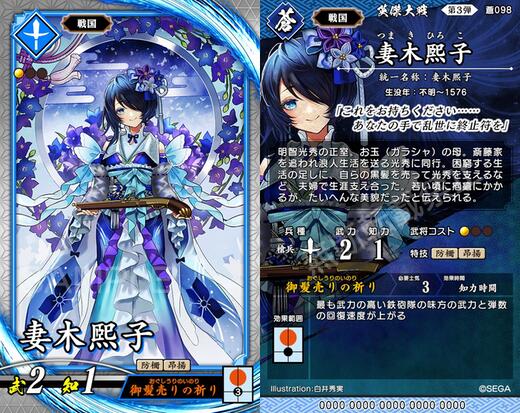 戦国
妻木煕子
防柵 昂揚
武2 知1
おぐしうりのいのり
御髪売りの祈り
3
蒼
戦国
英傑大戦
第3弾
蒼098
つまき ひろこ
妻木煕子
統一名称：妻木煕子
生没年：不明〜1576
「これをお持ちください……
あなたの手で乱世に終止符を」
明智光秀の正室、お玉（ガラシャ）の母。斎藤家
を追われ浪人生活を送る光秀に同行。困窮する生
活の足しに、自らの黒髪を売って光秀を支えるな
ど、夫婦で生涯支え合った。若い頃に疱瘡にかか
るが、たいへんな美貌だったと伝えられる。
兵種 武力 知力 武将コスト
槍兵 2 1 特技 防柵 昂揚
おぐしうりのいのり 必要士気 効果時間
御髪売りの祈り 3 知力時間
効果範囲
最も武力の高い鉄砲隊の味方の武力と弾数
の回復速度が上がる
Illustration:白井秀実
©SEGA
0000 0000 0000 0000 0000